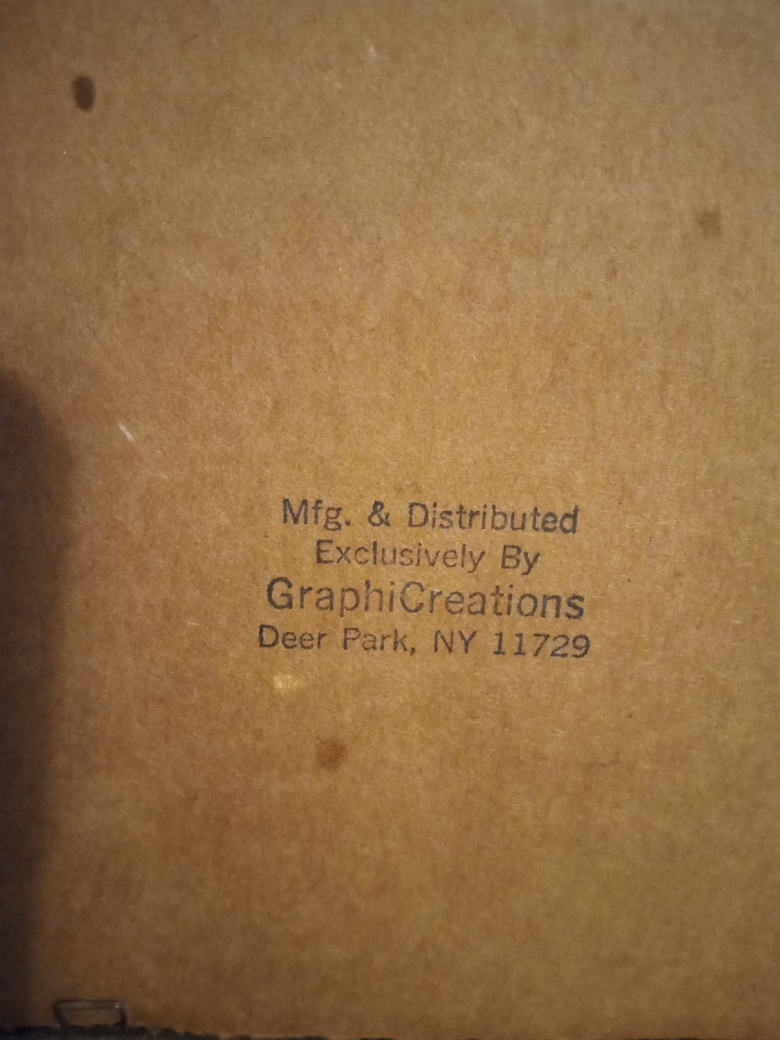 Mfg. & Distributed
Exclusively By
GraphiCreations
Deer Park, NY 11729